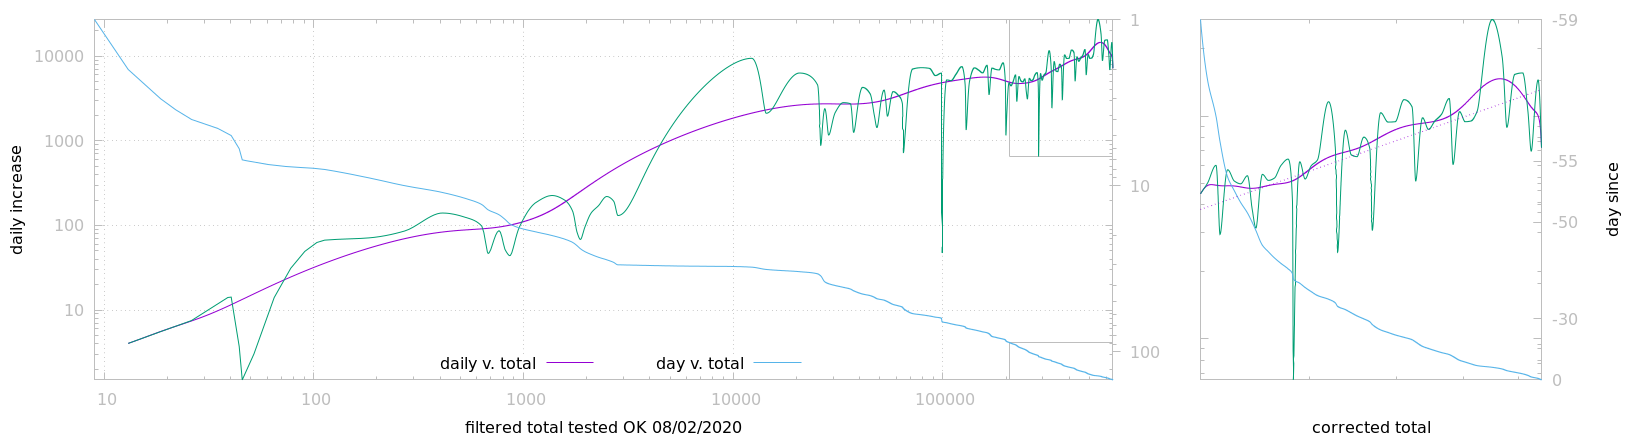 daily increase
10000
1000
100
10
10
100
1000
10000
100000
1
10
100
daily v. total
day v. total
filtered total tested OK 08/02/2020
-59
-55
-50
-30
0
day since
corrected total